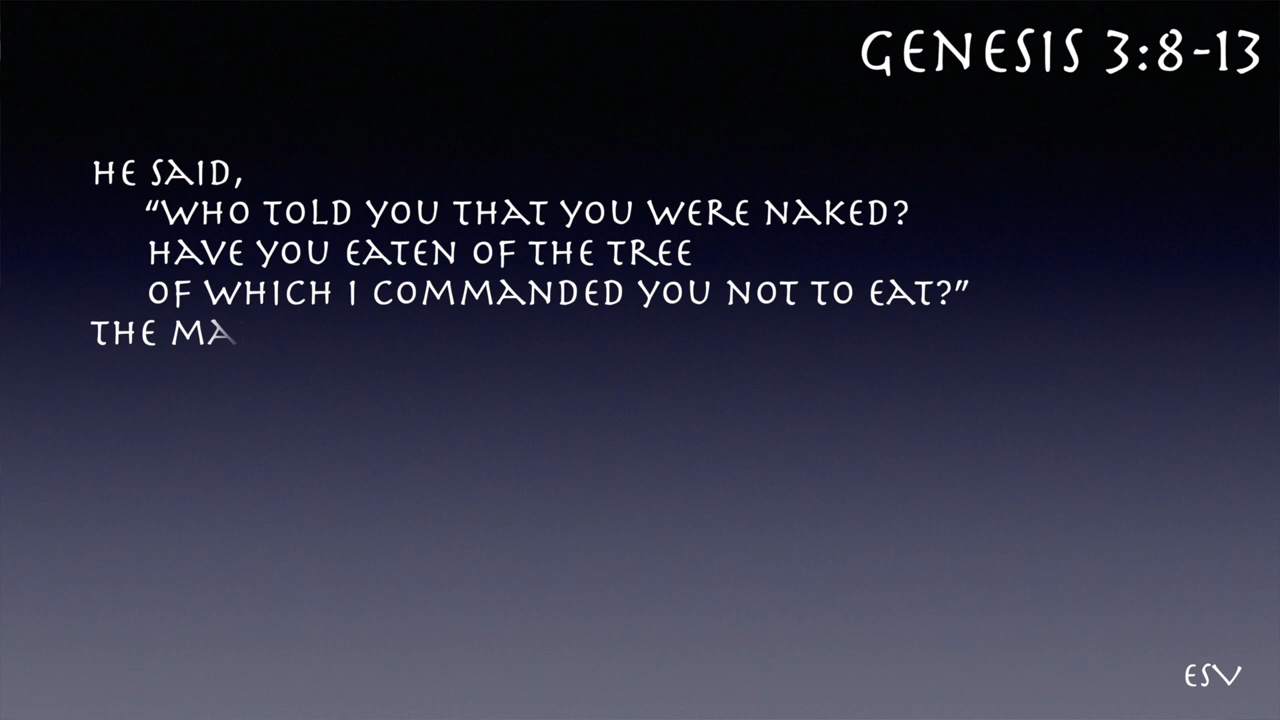 GENESIS 3:8-13
HE SAID,
“WHO TOLD YOU THAT YOU WERE NAKED?
HAVE YOU EATEN OF THE TREE
OF WHICH I COMMANDED YOU NOT TO EAT?”
THE MA
ESV